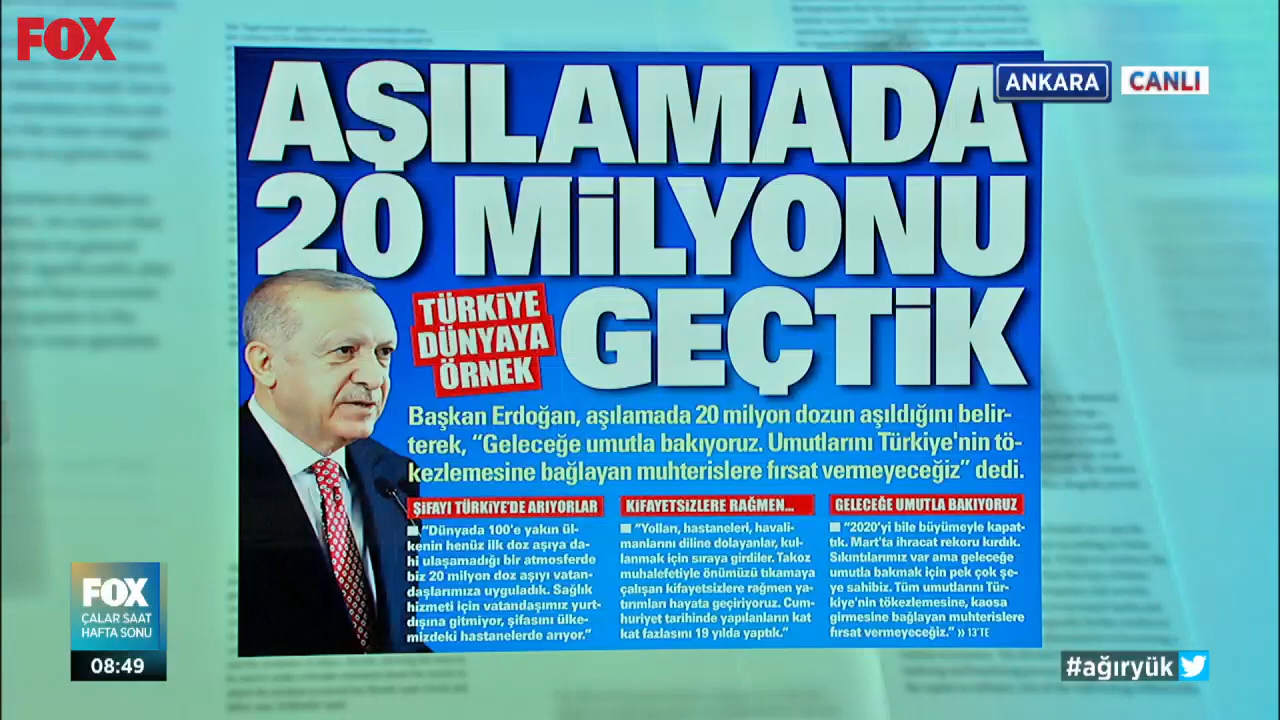 FOX
ANKARA
CANLI
AŞILAMADA
20 MİLYONU
GEÇTİK
TÜRKİYE
DÜNYAYA
ÖRNEK
Başkan Erdoğan, aşılamada 20 milyon dozun aşıldığını belir-
terek, “Geleceğe umutla bakıyoruz. Umutlarını Türkiye'nin tö-
kezlemesine bağlayan muhterislere fırsat vermeyeceğiz” dedi.
ŞİFAYI TÜRKİYE'DE ARIYORLAR
“Dünyada 100'e yakın ül-
kenin henüz ilk doz aşıya da-
hi ulaşamadığı bir atmosferde
biz 20 milyon doz aşıyı vatan-
daşlarımıza uyguladık. Sağlık
hizmeti için vatandaşımız yurt-
dışına gitmiyor, şifasını ülke-
mizdeki hastanelerde arıyor.”
KİFAYETSİZLERE RAĞMEN...
“Yolları, hastaneleri, havali-
manlarını diline dolayanlar, kul-
lanmak için sıraya girdiler. Takoz
muhalefetiyle önümüzü tıkamaya
çalışan kifayetsizlere rağmen ya-
tırımları hayata geçiriyoruz. Cum-
huriyet tarihinde yapılanların kat
kat fazlasını 19 yılda yaptık.”
GELECEĞE UMUTLA BAKIYORUZ
“2020'yi bile büyümeyle kapat-
tık. Mart'ta ihracat rekoru kırdık.
Sıkıntılarımız var ama geleceğe
umutla bakmak için pek çok şe-
ye sahibiz. Tüm umutlarını Tür-
kiye'nin tökezlemesine, kaosa
girmesine bağlayan muhterislere
fırsat vermeyeceğiz.” » 13'TE
FOX
ÇALAR SAAT
HAFTA SONU
08:49
#ağıryük